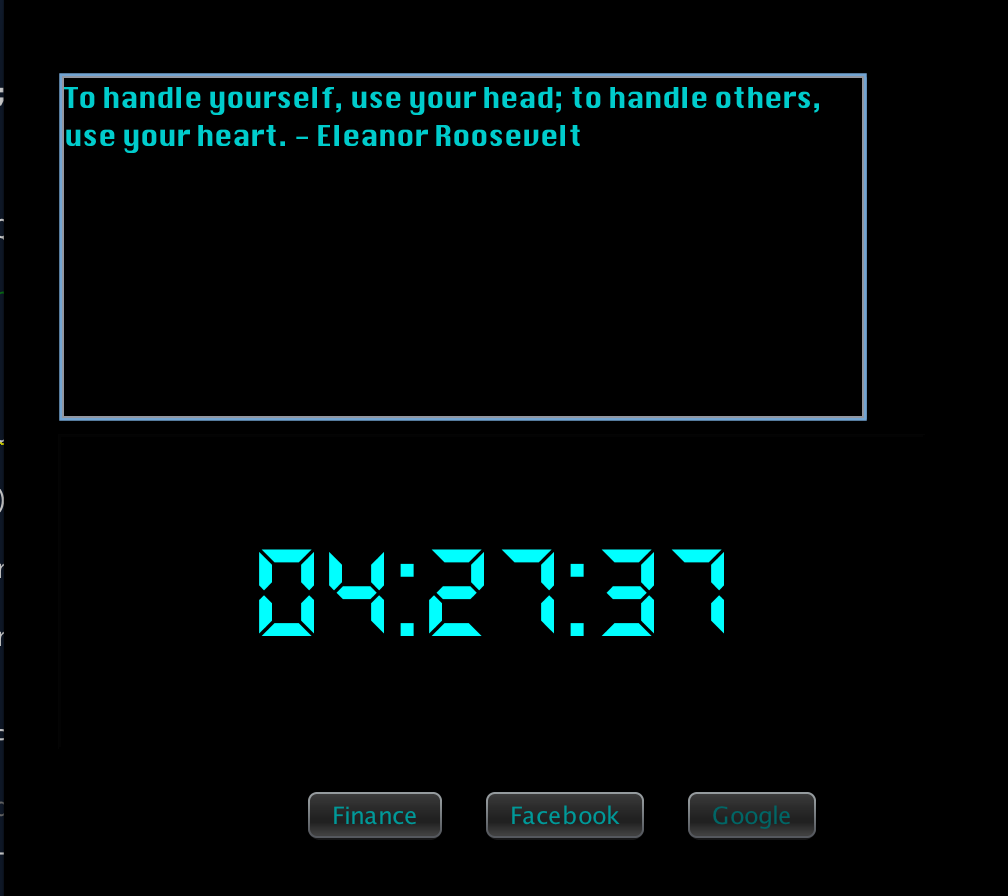 To handle yourself, use your head; to handle others,
use your heart. - Eleanor Roosevelt
04:27:37
Finance
Facebook
Google